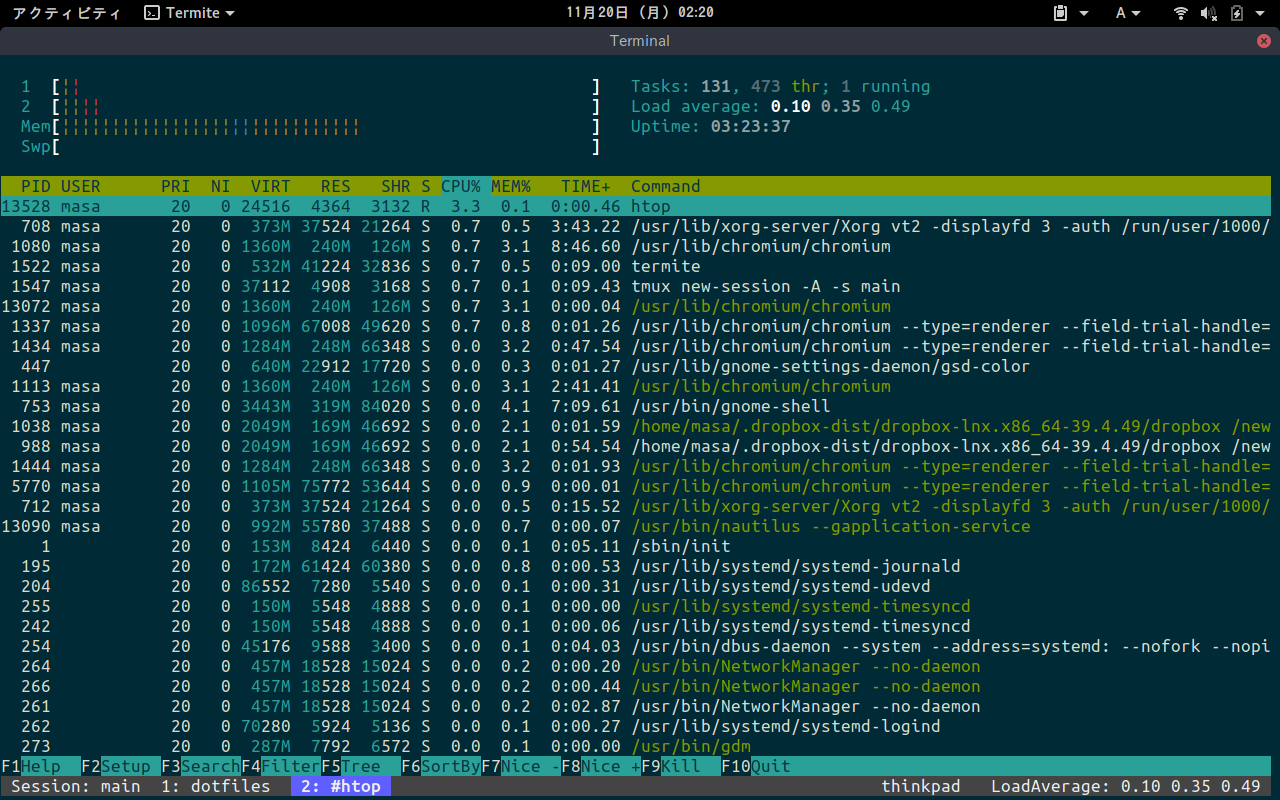 アクティビティ Termite 11月20日 (月) 02:20 A
Terminal
1 [¦¦ ] Tasks: 131, 473 thr; 1 running
2 [¦¦¦¦ ] Load average: 0.10 0.35 0.49
Mem[¦¦¦¦¦¦¦¦¦¦¦¦¦¦¦¦¦¦¦¦¦¦¦¦¦¦¦¦¦¦ ] Uptime: 03:23:37
Swp[ ]
PID USER PRI NI VIRT RES SHR S CPU% MEM% TIME+ Command
13528 masa 20 0 24516 4364 3132 R 3.3 0.1 0:00.46 htop
708 masa 20 0 373M 37524 21264 S 0.7 0.5 3:43.22 /usr/lib/xorg-server/Xorg vt2 -displayfd 3 -auth /run/user/1000/
1080 masa 20 0 1360M 240M 126M S 0.7 3.1 8:46.60 /usr/lib/chromium/chromium
1522 masa 20 0 532M 41224 32836 S 0.7 0.5 0:09.00 termite
1547 masa 20 0 37112 4908 3168 S 0.7 0.1 0:09.43 tmux new-session -A -s main
13072 masa 20 0 1360M 240M 126M S 0.7 3.1 0:00.04 /usr/lib/chromium/chromium
1337 masa 20 0 1096M 67008 49620 S 0.7 0.8 0:01.26 /usr/lib/chromium/chromium --type=renderer --field-trial-handle=
1434 masa 20 0 1284M 248M 66348 S 0.0 3.2 0:47.54 /usr/lib/chromium/chromium --type=renderer --field-trial-handle=
447 20 0 640M 22912 17720 S 0.0 0.3 0:01.27 /usr/lib/gnome-settings-daemon/gsd-color
1113 masa 20 0 1360M 240M 126M S 0.0 3.1 2:41.41 /usr/lib/chromium/chromium
753 masa 20 0 3443M 319M 84020 S 0.0 4.1 7:09.61 /usr/bin/gnome-shell
1038 masa 20 0 2049M 169M 46692 S 0.0 2.1 0:01.59 /home/masa/.dropbox-dist/dropbox-lnx.x86_64-39.4.49/dropbox /new
988 masa 20 0 2049M 169M 46692 S 0.0 2.1 0:54.54 /home/masa/.dropbox-dist/dropbox-lnx.x86_64-39.4.49/dropbox /new
1444 masa 20 0 1284M 248M 66348 S 0.0 3.2 0:01.93 /usr/lib/chromium/chromium --type=renderer --field-trial-handle=
5770 masa 20 0 1105M 75772 53644 S 0.0 0.9 0:00.01 /usr/lib/chromium/chromium --type=renderer --field-trial-handle=
712 masa 20 0 373M 37524 21264 S 0.0 0.5 0:15.52 /usr/lib/xorg-server/Xorg vt2 -displayfd 3 -auth /run/user/1000/
13090 masa 20 0 992M 55780 37488 S 0.0 0.7 0:00.07 /usr/bin/nautilus --gapplication-service
1 20 0 153M 8424 6440 S 0.0 0.1 0:05.11 /sbin/init
195 20 0 172M 61424 60380 S 0.0 0.8 0:00.53 /usr/lib/systemd/systemd-journald
204 20 0 86552 7280 5540 S 0.0 0.1 0:00.31 /usr/lib/systemd/systemd-udevd
255 20 0 150M 5548 4888 S 0.0 0.1 0:00.00 /usr/lib/systemd/systemd-timesyncd
242 20 0 150M 5548 4888 S 0.0 0.1 0:00.06 /usr/lib/systemd/systemd-timesyncd
254 20 0 45176 9588 3400 S 0.0 0.1 0:04.03 /usr/bin/dbus-daemon --system --address=systemd: --nofork --nopi
264 20 0 457M 18528 15024 S 0.0 0.2 0:00.20 /usr/bin/NetworkManager --no-daemon
266 20 0 457M 18528 15024 S 0.0 0.2 0:00.44 /usr/bin/NetworkManager --no-daemon
261 20 0 457M 18528 15024 S 0.0 0.2 0:02.87 /usr/bin/NetworkManager --no-daemon
262 20 0 70280 5924 5136 S 0.0 0.1 0:00.27 /usr/lib/systemd/systemd-logind
273 20 0 287M 7792 6572 S 0.0 0.1 0:00.00 /usr/bin/gdm
F1Help F2Setup F3SearchF4FilterF5Tree F6SortByF7Nice -F8Nice +F9Kill F10Quit
Session: main 1: dotfiles 2: #htop thinkpad LoadAverage: 0.10 0.35 0.49